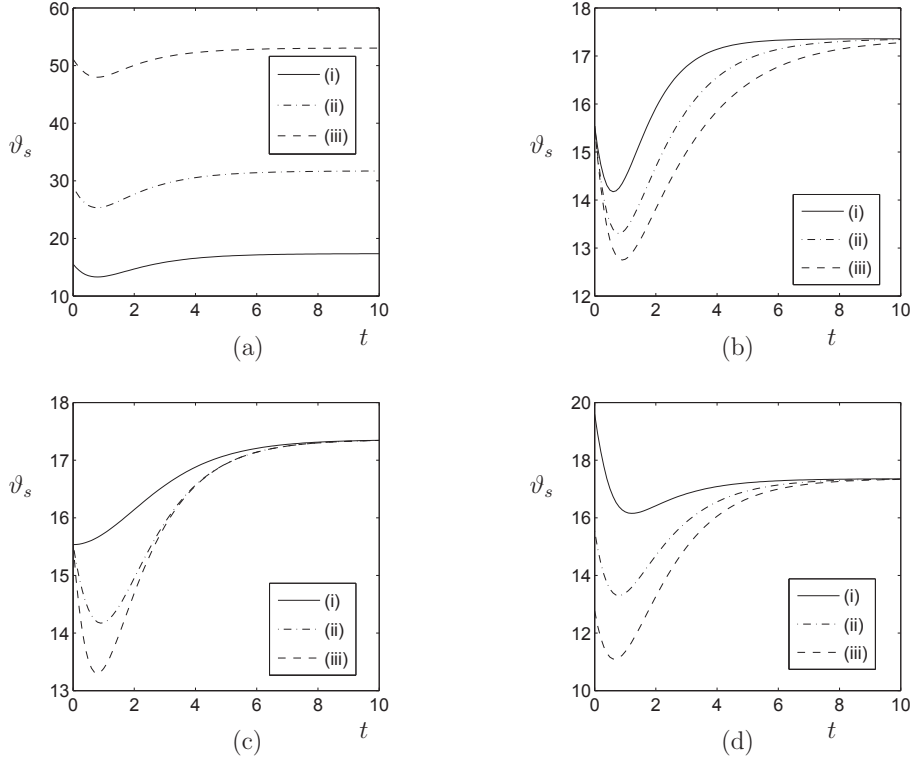 60
50
40
30
20
10
ϑₛ
(i)
(ii)
(iii)
0 2 4 6 8 10
t
(a)
18
17
16
15
14
13
12
ϑₛ
(i)
(ii)
(iii)
0 2 4 6 8 10
t
(b)
18
17
16
15
14
13
ϑₛ
(i)
(ii)
(iii)
0 2 4 6 8 10
t
(c)
20
18
16
14
12
10
ϑₛ
(i)
(ii)
(iii)
0 2 4 6 8 10
t
(d)